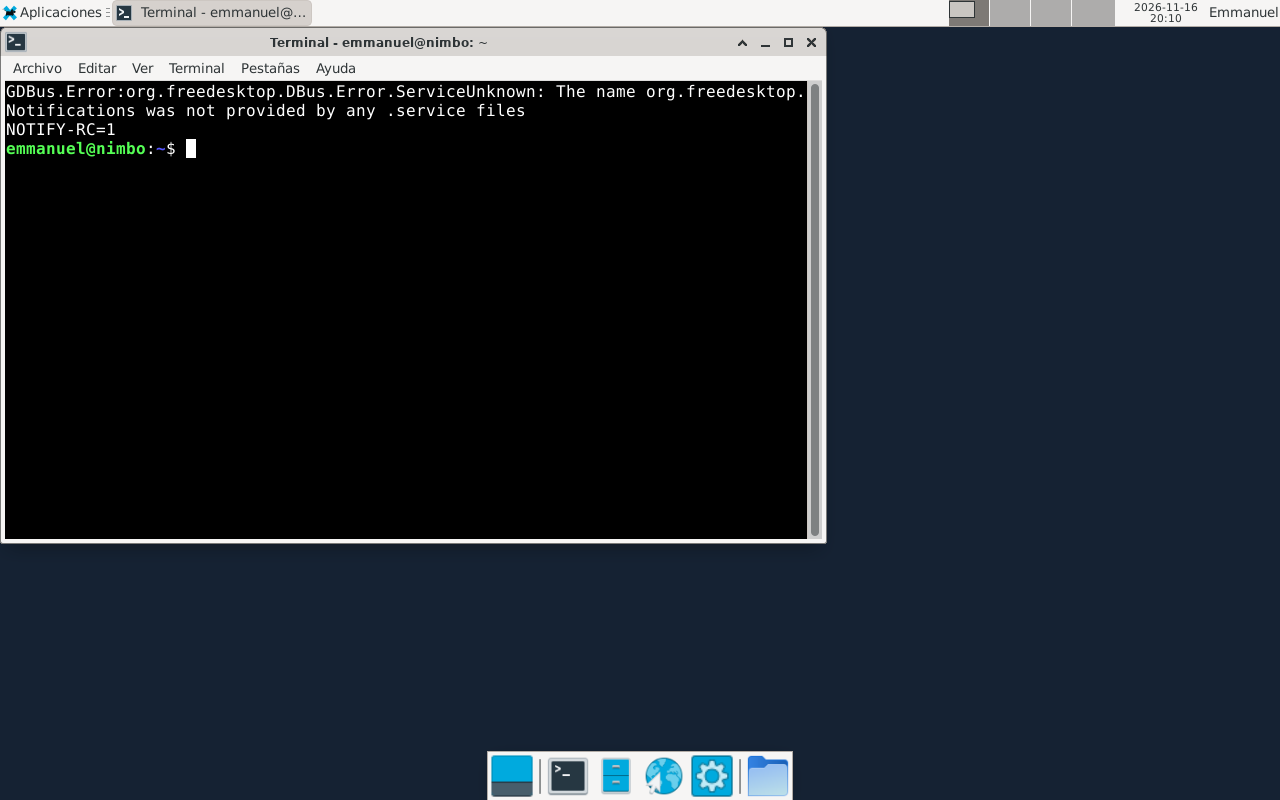 Aplicaciones
Terminal - emmanuel@...
2026-11-16
20:10
Emmanuel
Terminal - emmanuel@nimbo: ~
Archivo Editar Ver Terminal Pestañas Ayuda
GDBus.Error:org.freedesktop.DBus.Error.ServiceUnknown: The name org.freedesktop.
Notifications was not provided by any .service files
NOTIFY-RC=1
emmanuel@nimbo:~$